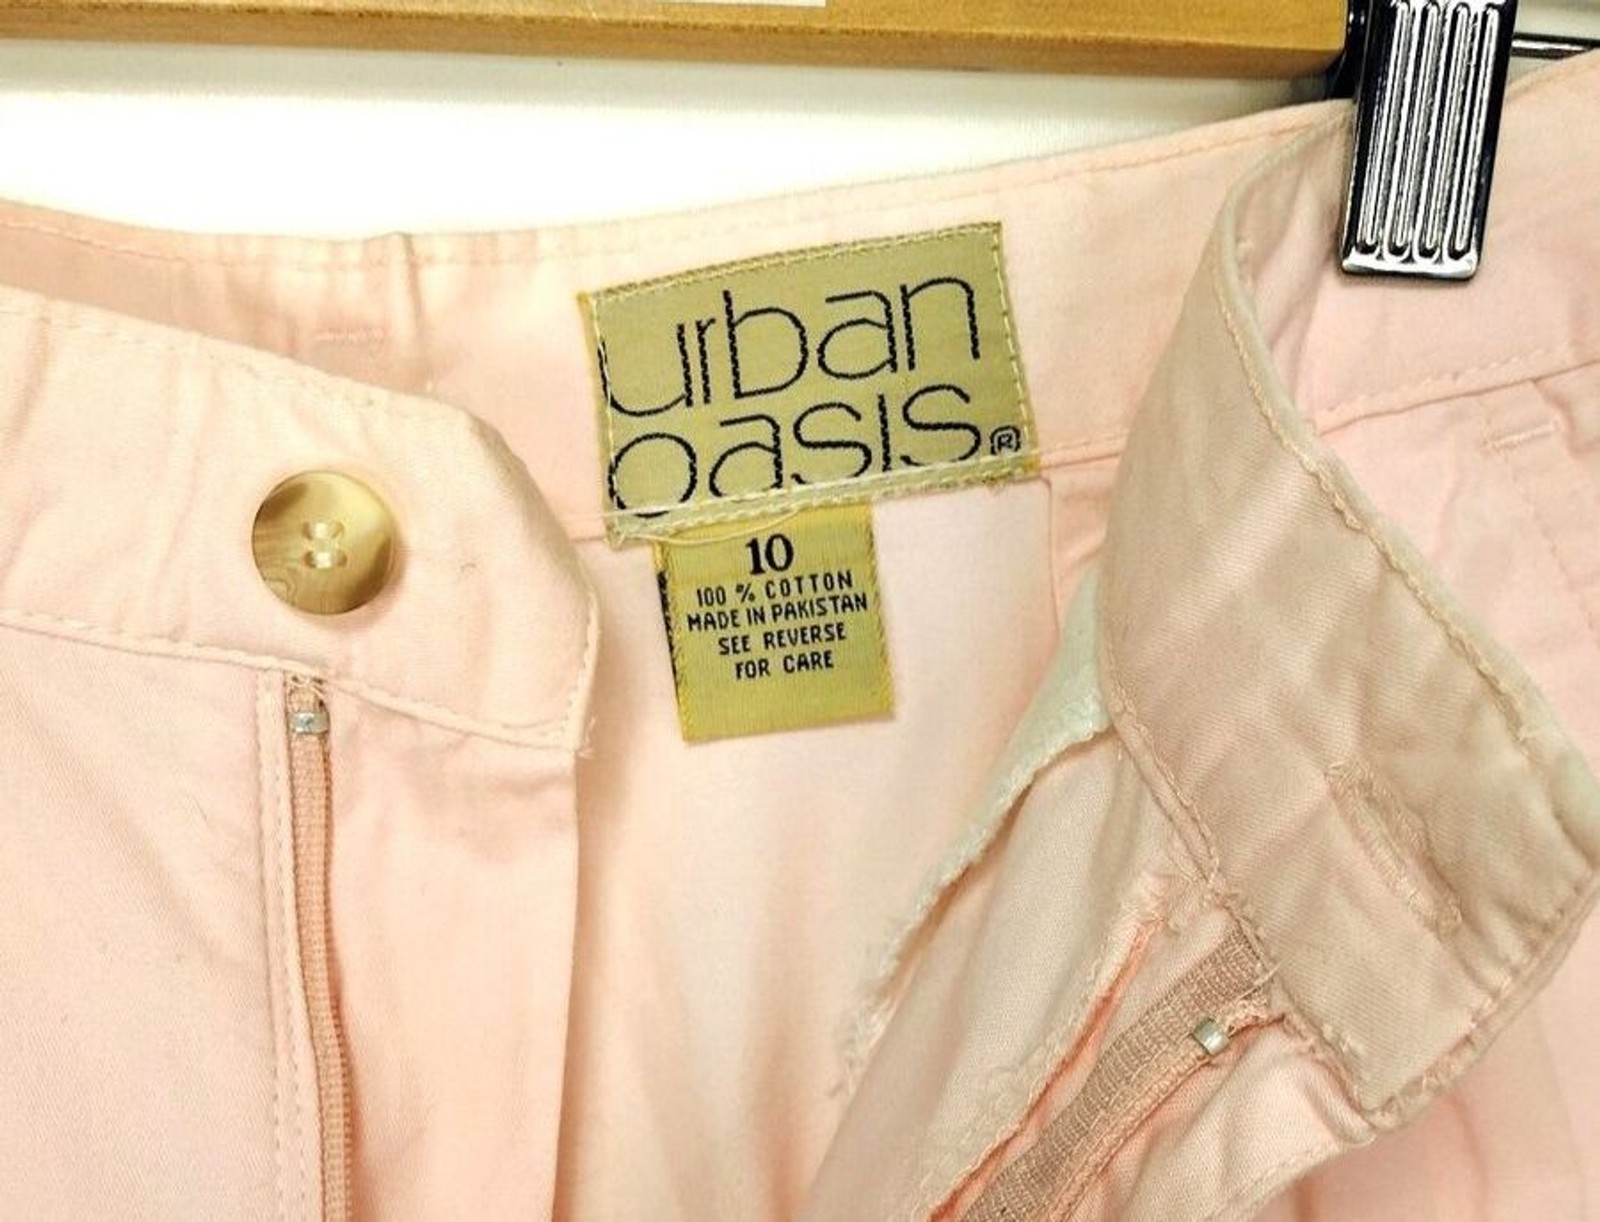 urban
oasis®
10
100 % COTTON
MADE IN PAKISTAN
SEE REVERSE
FOR CARE